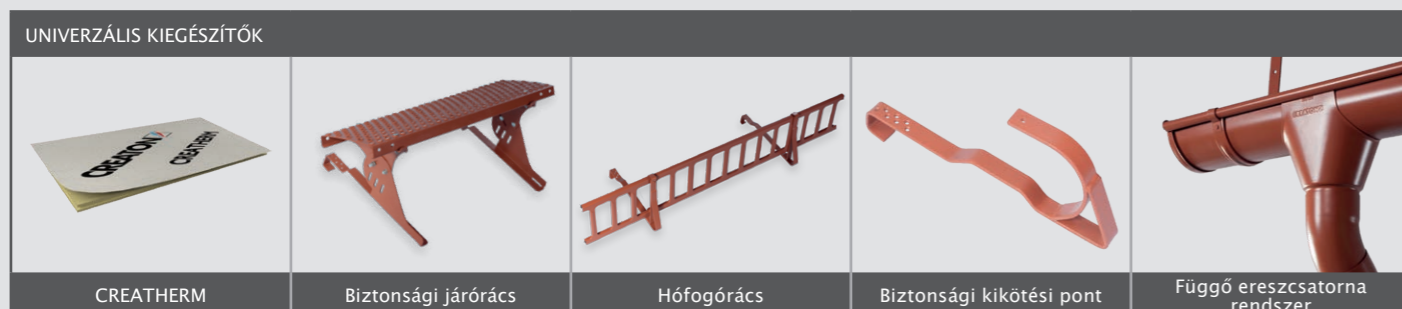 UNIVERZÁLIS KIEGÉSZÍTŐK
CREATON
CREATHERM
CREATHERM
Biztonsági járórács
Hófogórács
Biztonsági kikötési pont
Függő ereszcsatorna
rendszer